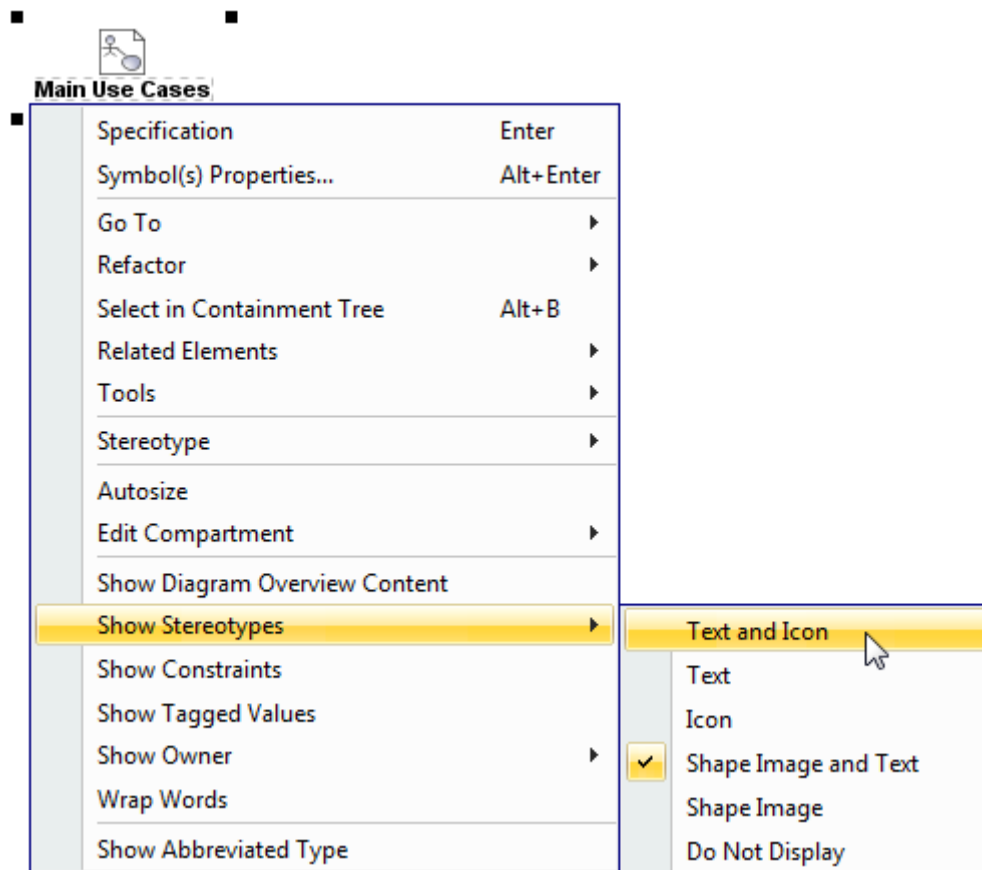 Main Use Cases
Specification Enter
Symbol(s) Properties... Alt+Enter
Go To
Refactor
Select in Containment Tree Alt+B
Related Elements
Tools
Stereotype
Autosize
Edit Compartment
Show Diagram Overview Content
Show Stereotypes
Show Constraints
Show Tagged Values
Show Owner
Wrap Words
Show Abbreviated Type
Text and Icon
Text
Icon
Shape Image and Text
Shape Image
Do Not Display